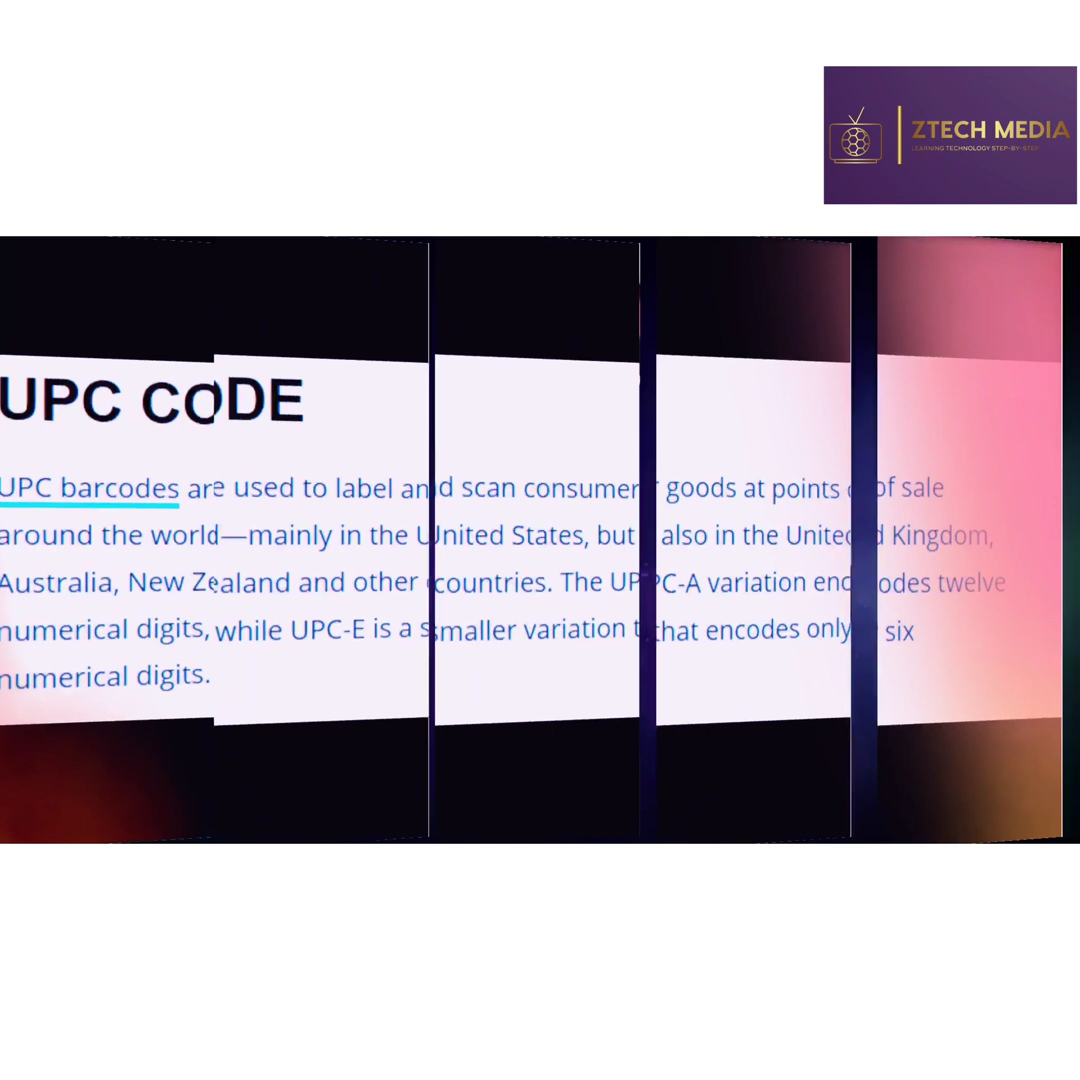 ZTECH MEDIA
LEARNING TECHNOLOGY STEP-BY-STEP
UPC CODE
UPC barcodes are used to label and scan consumer goods at points of sale
around the world—mainly in the United States, but also in the United Kingdom,
Australia, New Zealand and other countries. The UPC-A variation encodes twelve
numerical digits, while UPC-E is a smaller variation that encodes only six
numerical digits.